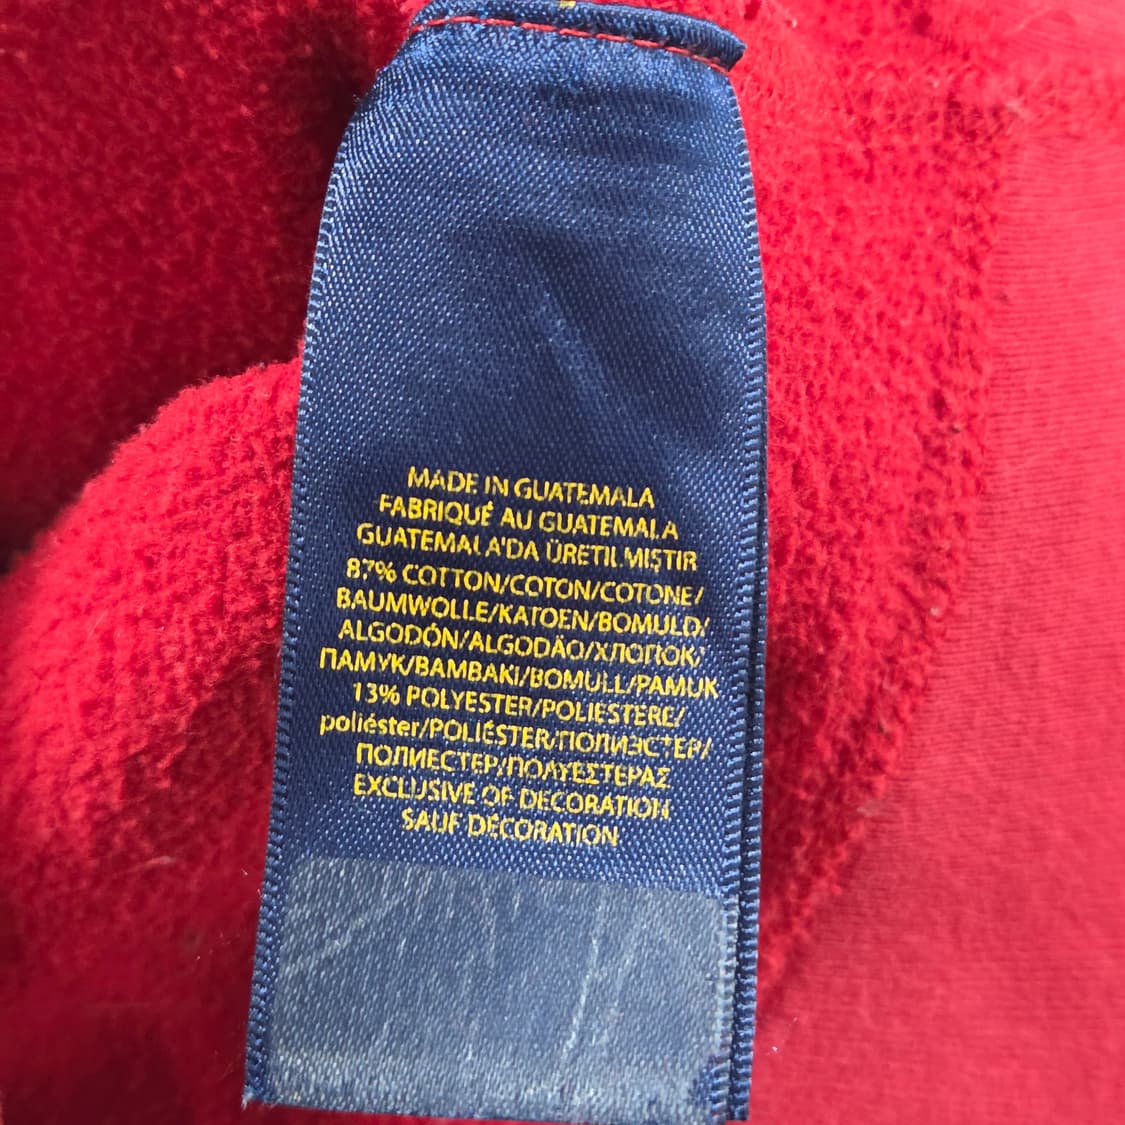 MADE IN GUATEMALA
FABRIQUÉ AU GUATEMALA
GUATEMALA'DA ÜRETILMIŞTIR
87% COTTON/COTON/COTONE/
BAUMWOLLE/KATOEN/BOMULD/
ALGODÓN/ALGODÃO/ХЛОПОК/
ПАМУК/ΒΑΜΒΑΚΙ/BOMULL/PAMUK
13% POLYESTER/POLIESTERE/
poliéster/POLIÉSTER/ПОЛИЭСТЕР/
ПОЛИЕСТЕР/ΠΟΛΥΕΣΤΕΡΑΣ
EXCLUSIVE OF DECORATION
SAUF DÉCORATION